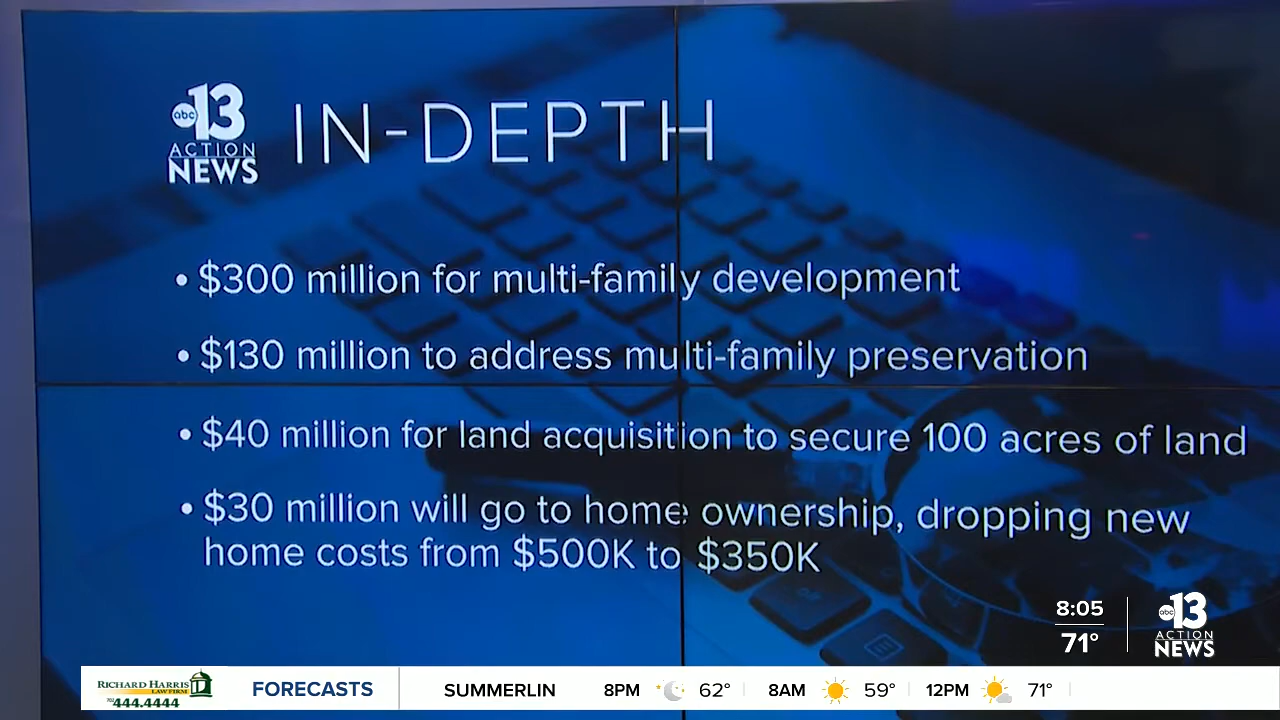 abc 13
ACTION
NEWS
IN-DEPTH
• $300 million for multi-family development
• $130 million to address multi-family preservation
• $40 million for land acquisition to secure 100 acres of land
• $30 million will go to home ownership, dropping new
home costs from $500K to $350K
8:05
71°
abc 13
ACTION
NEWS
RICHARD HARRIS
LAW FIRM
702 444.4444
FORECASTS
SUMMERLIN 8PM 62° 8AM 59° 12PM 71°